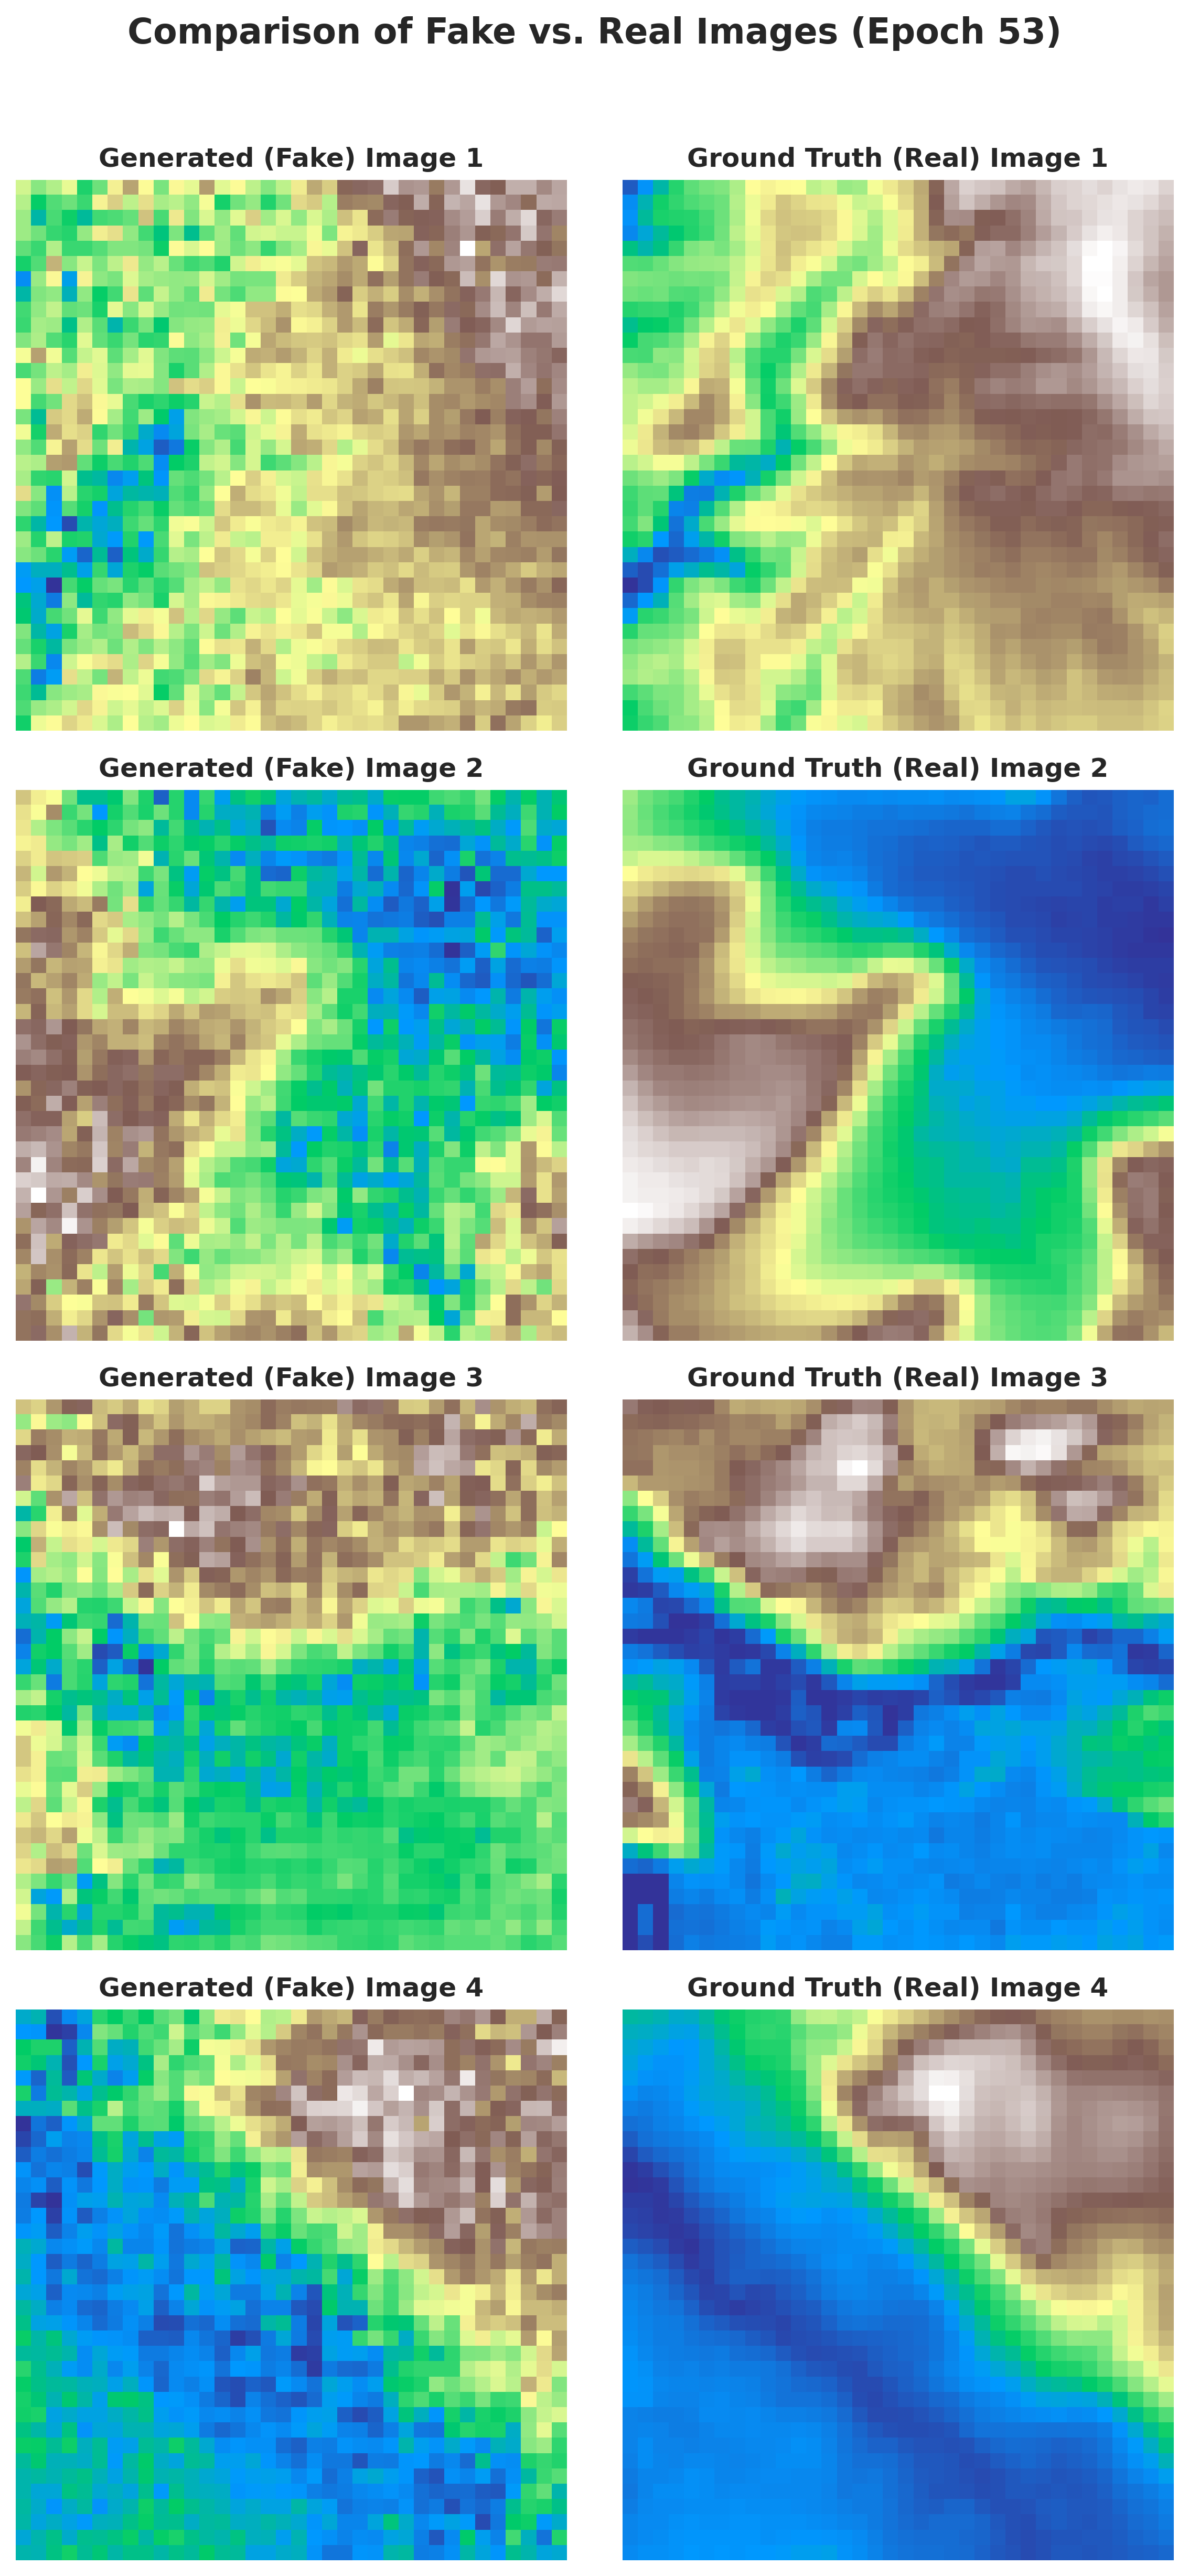 Comparison of Fake vs. Real Images (Epoch 53)
Generated (Fake) Image 1
Ground Truth (Real) Image 1
Generated (Fake) Image 2
Ground Truth (Real) Image 2
Generated (Fake) Image 3
Ground Truth (Real) Image 3
Generated (Fake) Image 4
Ground Truth (Real) Image 4